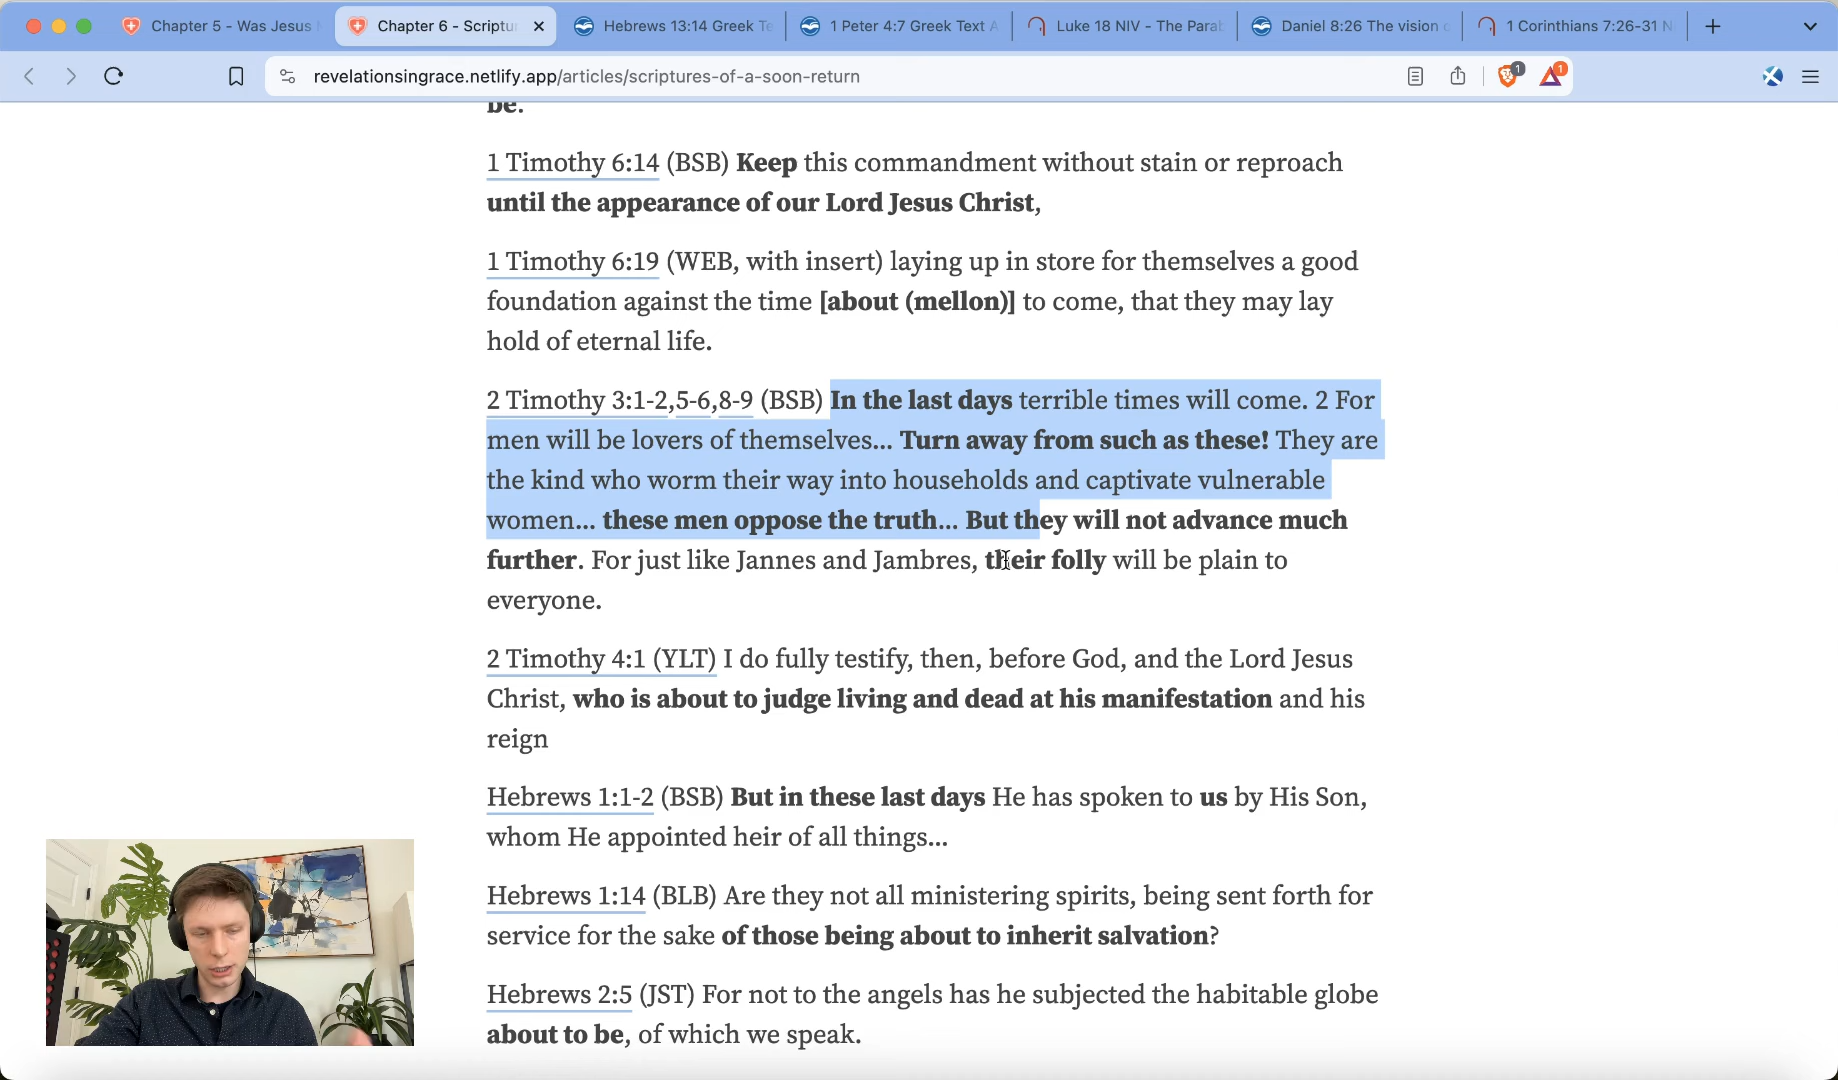 Chapter 5 - Was Jesus
Chapter 6 - Scriptur
Hebrews 13:14 Greek Te
1 Peter 4:7 Greek Text A
Luke 18 NIV - The Parab
Daniel 8:26 The vision o
1 Corinthians 7:26-31 N
revelationsingrace.netlify.app/articles/scriptures-of-a-soon-return
1
1
be.
1 Timothy 6:14 (BSB) Keep this commandment without stain or reproach
until the appearance of our Lord Jesus Christ,
1 Timothy 6:19 (WEB, with insert) laying up in store for themselves a good
foundation against the time [about (mellon)] to come, that they may lay
hold of eternal life.
2 Timothy 3:1-2,5-6,8-9 (BSB) In the last days terrible times will come. 2 For
men will be lovers of themselves... Turn away from such as these! They are
the kind who worm their way into households and captivate vulnerable
women... these men oppose the truth... But they will not advance much
further. For just like Jannes and Jambres, their folly will be plain to
everyone.
2 Timothy 4:1 (YLT) I do fully testify, then, before God, and the Lord Jesus
Christ, who is about to judge living and dead at his manifestation and his
reign
Hebrews 1:1-2 (BSB) But in these last days He has spoken to us by His Son,
whom He appointed heir of all things...
Hebrews 1:14 (BLB) Are they not all ministering spirits, being sent forth for
service for the sake of those being about to inherit salvation?
Hebrews 2:5 (JST) For not to the angels has he subjected the habitable globe
about to be, of which we speak.